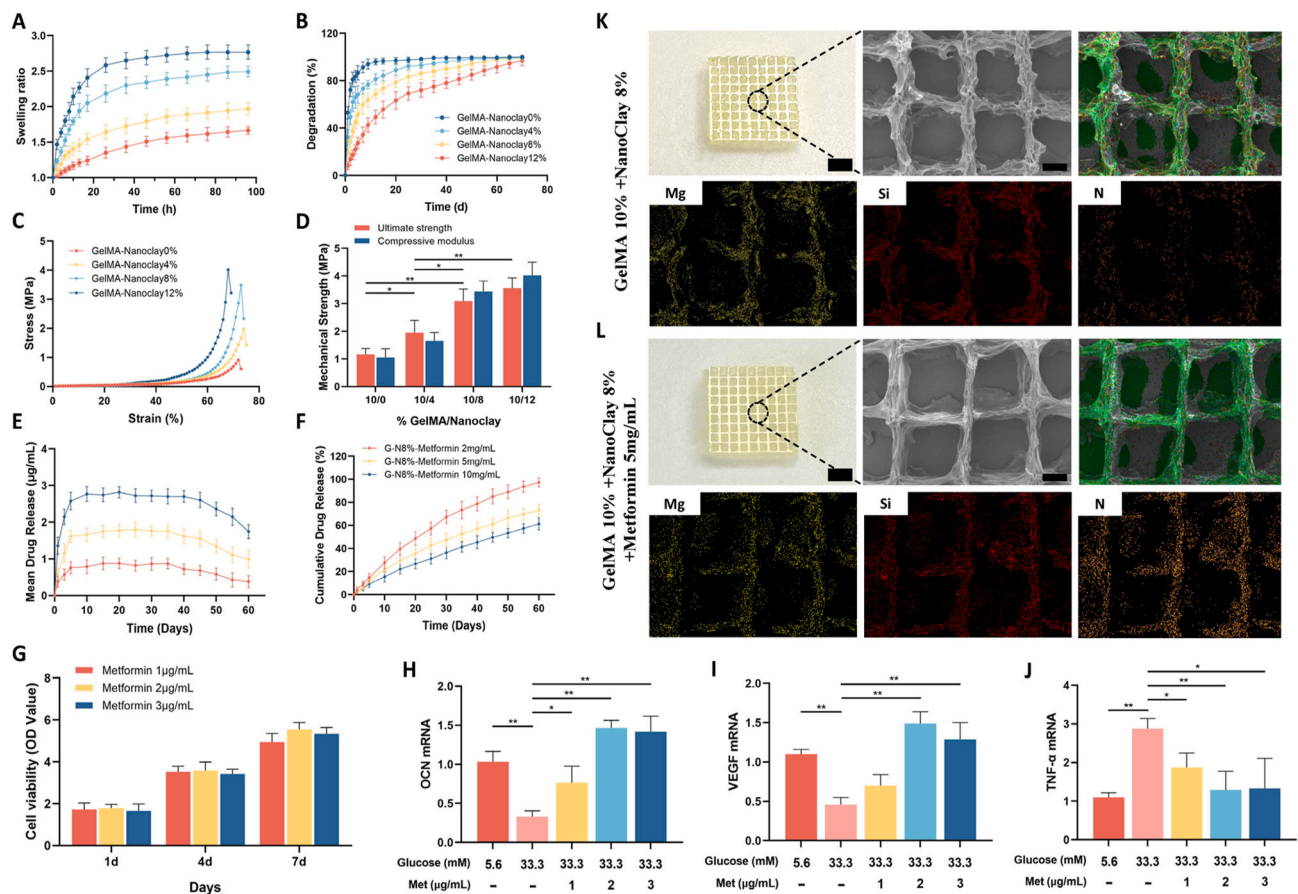 A
Swelling ratio
3.0
2.5
2.0
1.5
1.0
0 20 40 60 80 100
Time (h)
B
Degradation (%)
100
80
60
40
20
0
GelMA-Nanoclay0%
GelMA-Nanoclay4%
GelMA-Nanoclay8%
GelMA-Nanoclay12%
0 20 40 60 80
Time (d)
C
Stress (MPa)
5
4
3
2
1
0
GelMA-Nanoclay0%
GelMA-Nanoclay4%
GelMA-Nanoclay8%
GelMA-Nanoclay12%
0 20 40 60 80
Strain (%)
D
Mechanical Strength (MPa)
Ultimate strength
Compressive modulus
5
4
3
2
1
0
**
**
*
*
10/0 10/4 10/8 10/12
% GelMA/Nanoclay
E
Mean Drug Release (μg/mL)
4
3
2
1
0
0 10 20 30 40 50 60
Time (Days)
F
Cumulative Drug Release (%)
G-N8%-Metformin 2mg/mL
G-N8%-Metformin 5mg/mL
G-N8%-Metformin 10mg/mL
120
100
80
60
40
20
0
0 10 20 30 40 50 60
Time (Days)
G
Cell viability (OD Value)
Metformin 1μg/mL
Metformin 2μg/mL
Metformin 3μg/mL
8
6
4
2
0
1d 4d 7d
Days
H
OCN mRNA
2.0
1.5
1.0
0.5
0.0
**
**
*
**
Glucose (mM) 5.6 33.3 33.3 33.3 33.3
Met (μg/mL) – – 1 2 3
I
VEGF mRNA
2.0
1.5
1.0
0.5
0.0
**
**
**
Glucose (mM) 5.6 33.3 33.3 33.3 33.3
Met (μg/mL) – – 1 2 3
J
TNF-α mRNA
4
3
2
1
0
*
**
*
**
Glucose (mM) 5.6 33.3 33.3 33.3 33.3
Met (μg/mL) – – 1 2 3
K
GelMA 10% +NanoClay 8%
Mg
Si
N
L
GelMA 10% +NanoClay 8%
+Metformin 5mg/mL
Mg
Si
N